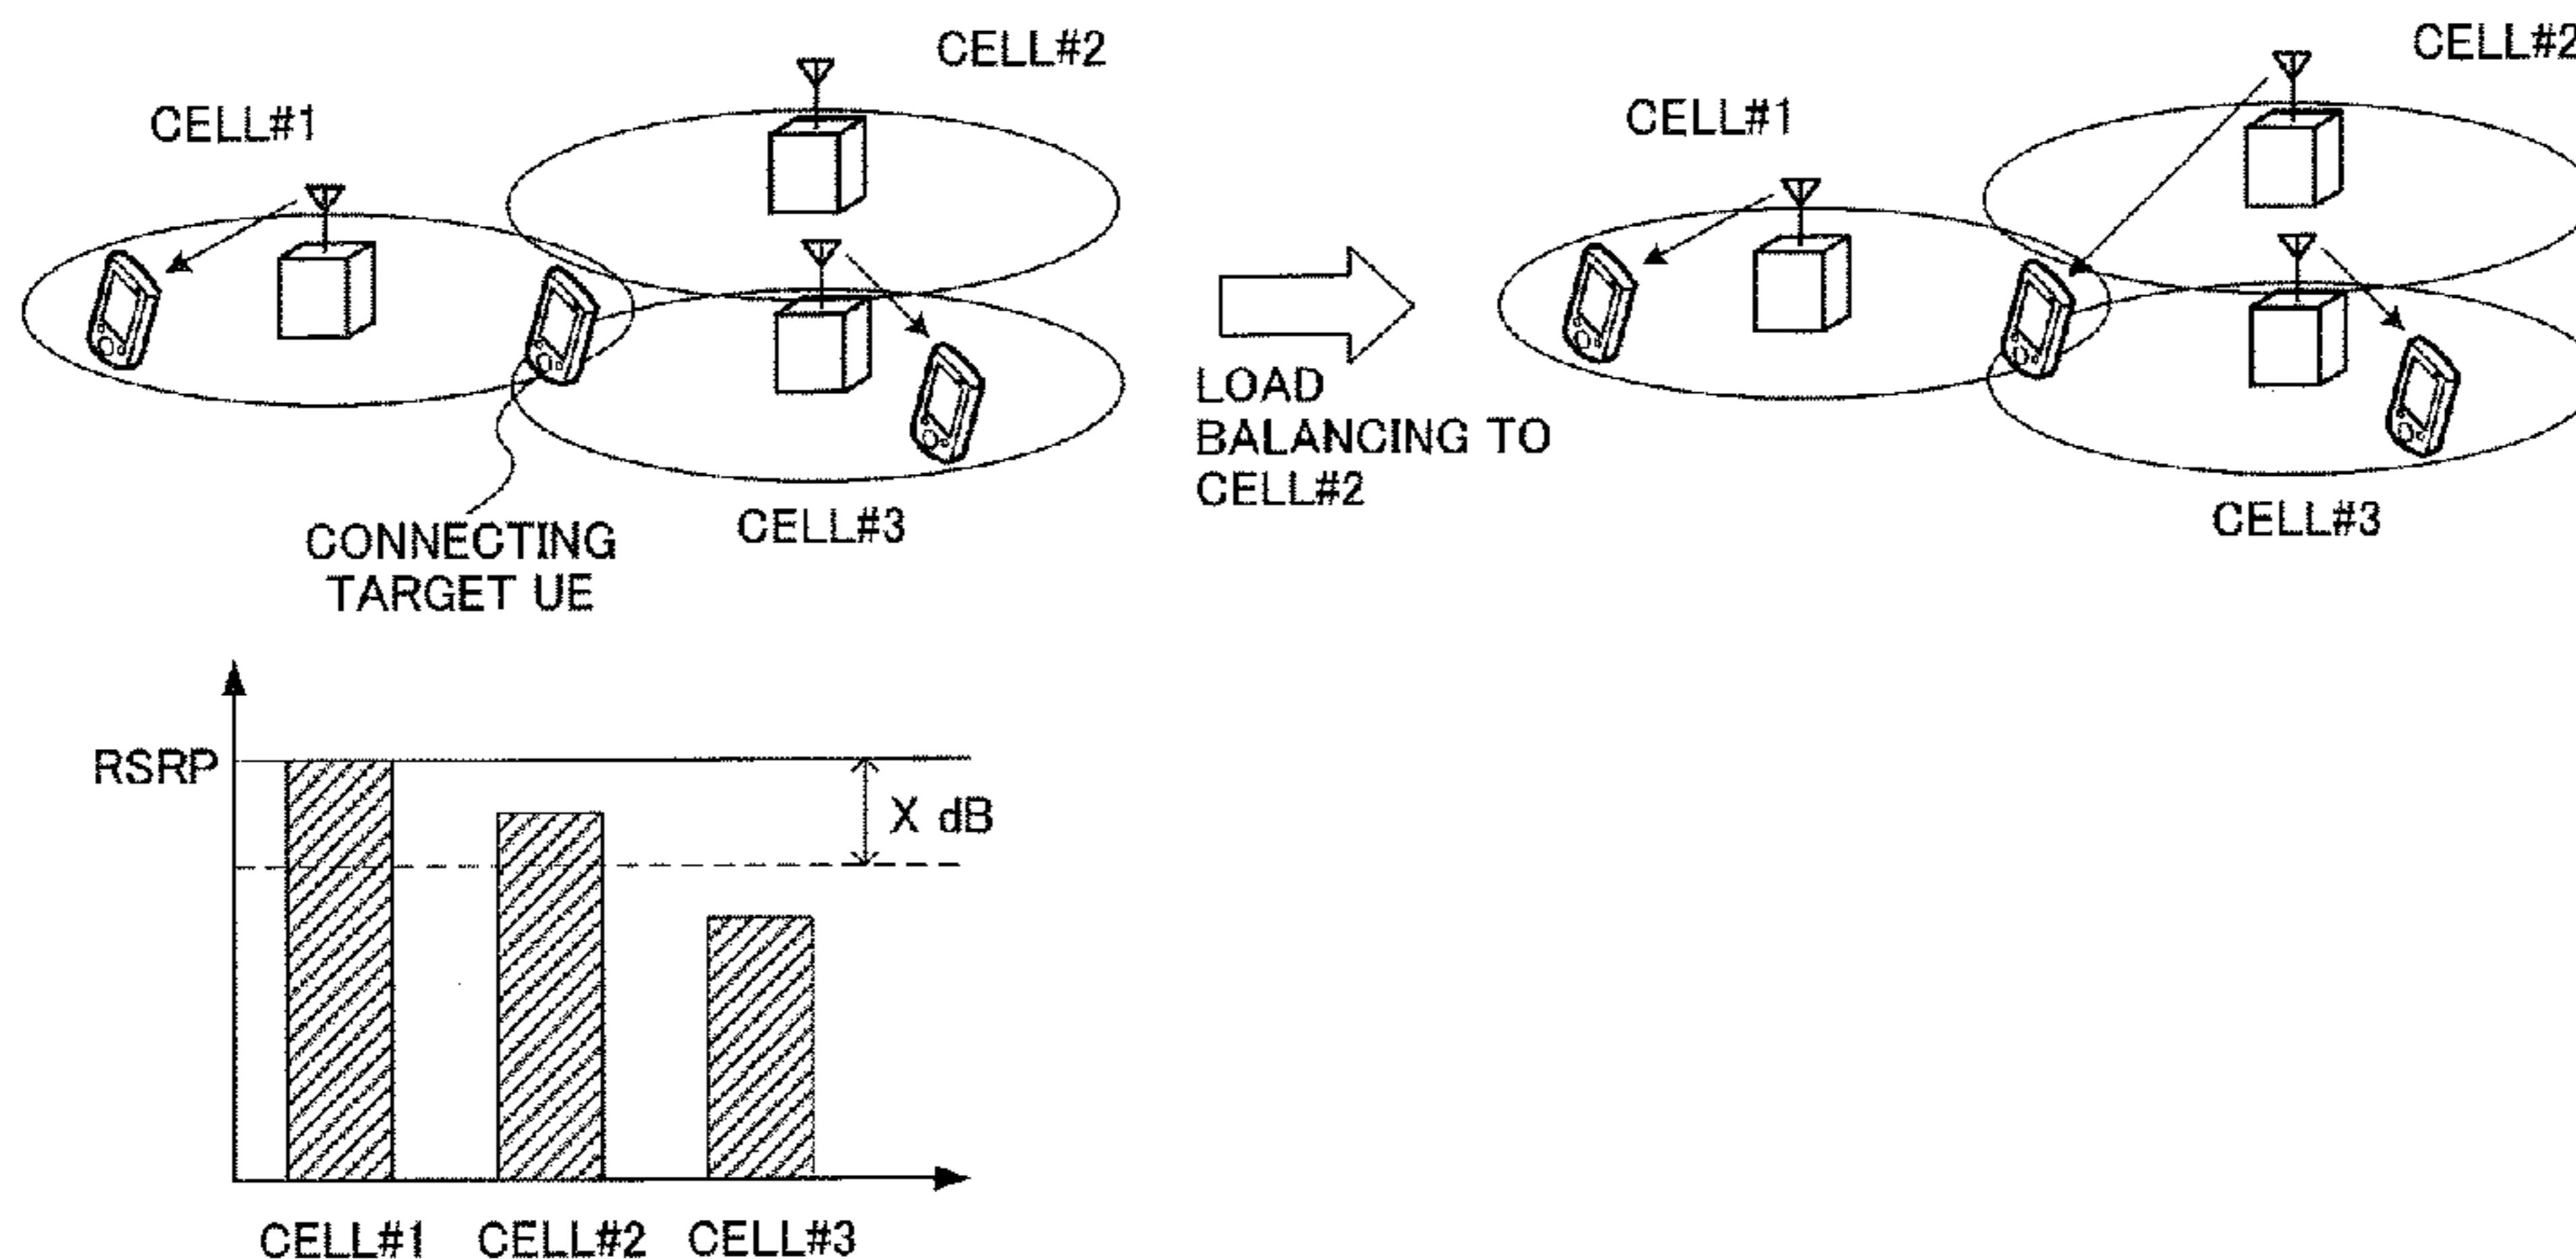 CELL#1
CELL#2
CONNECTING
TARGET UE
CELL#3
LOAD
BALANCING TO
CELL#2
CELL#1
CELL#2
CELL#3
RSRP
X dB
CELL#1 CELL#2 CELL#3